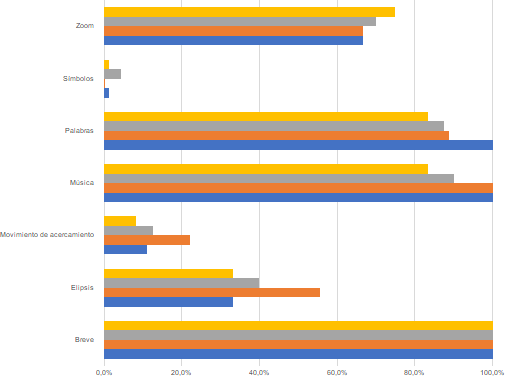 Zoom
Símbolos
Palabras
Música
Movimiento de acercamiento
Elipsis
Breve
0,0%
20,0%
40,0%
60,0%
80,0%
100,0%